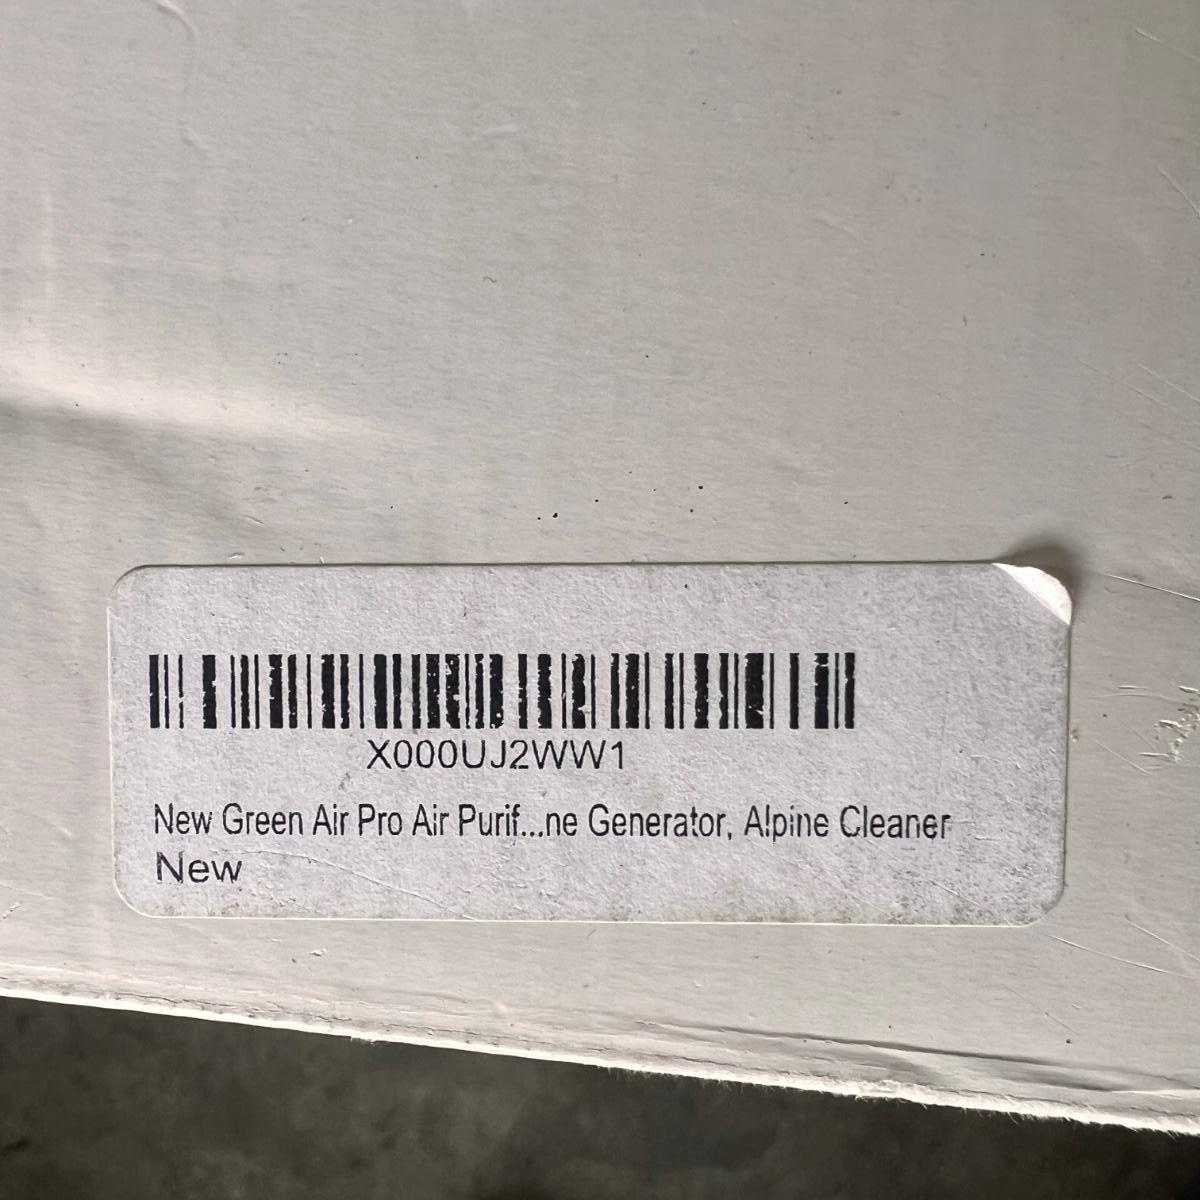 X000UJ2WW1
New Green Air Pro Air Purif...ne Generator, Alpine Cleaner
New